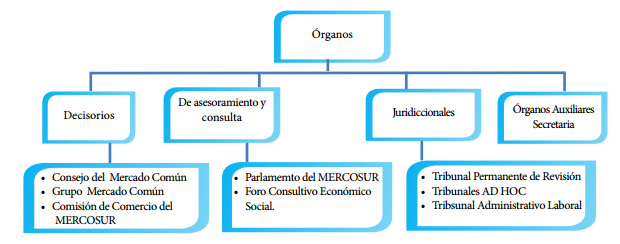 Órganos
Decisorios
De asesoramiento y
consulta
Juridiccionales
Órganos Auxiliares
Secretaria
• Consejo del Mercado Común
• Grupo Mercado Común
• Comisión de Comercio del
MERCOSUR
• Parlamemto del MERCOSUR
• Foro Consultivo Económico
Social.
• Tribunal Permanente de Revisión
• Tribunales AD HOC
• Tribsunal Administrativo Laboral